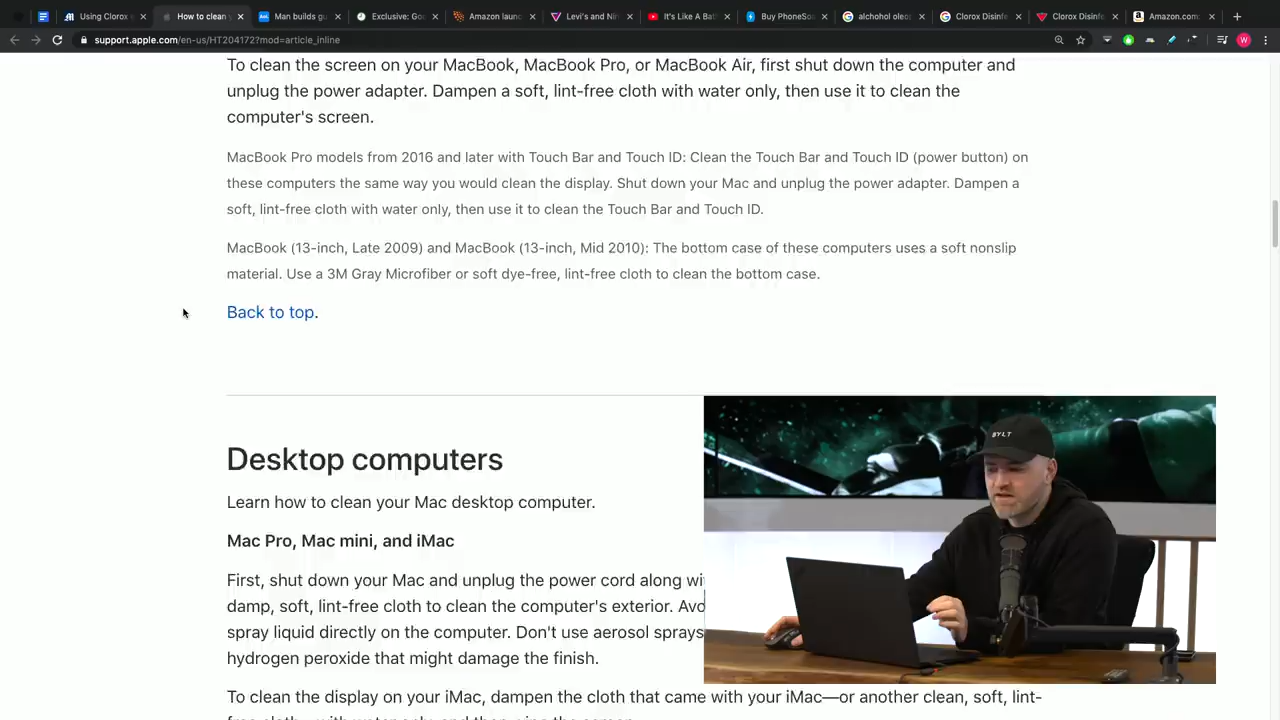 Using Clorox
How to clean
Man builds gu
Exclusive: Goo
Amazon laun
Levi's and Nin
It's Like A Bat
Buy PhoneSo
alchohol oleo
Clorox Disinfe
Clorox Disinfe
Amazon.com
support.apple.com/en-us/HT204172?mod=article_inline
W
To clean the screen on your MacBook, MacBook Pro, or MacBook Air, first shut down the computer and
unplug the power adapter. Dampen a soft, lint-free cloth with water only, then use it to clean the
computer's screen.
MacBook Pro models from 2016 and later with Touch Bar and Touch ID: Clean the Touch Bar and Touch ID (power button) on
these computers the same way you would clean the display. Shut down your Mac and unplug the power adapter. Dampen a
soft, lint-free cloth with water only, then use it to clean the Touch Bar and Touch ID.
MacBook (13-inch, Late 2009) and MacBook (13-inch, Mid 2010): The bottom case of these computers uses a soft nonslip
material. Use a 3M Gray Microfiber or soft dye-free, lint-free cloth to clean the bottom case.
Back to top.
Desktop computers
Learn how to clean your Mac desktop computer.
Mac Pro, Mac mini, and iMac
First, shut down your Mac and unplug the power cord along wi
damp, soft, lint-free cloth to clean the computer's exterior. Avo
spray liquid directly on the computer. Don't use aerosol sprays
hydrogen peroxide that might damage the finish.
To clean the display on your iMac, dampen the cloth that came with your iMac—or another clean, soft, lint-
BYLT